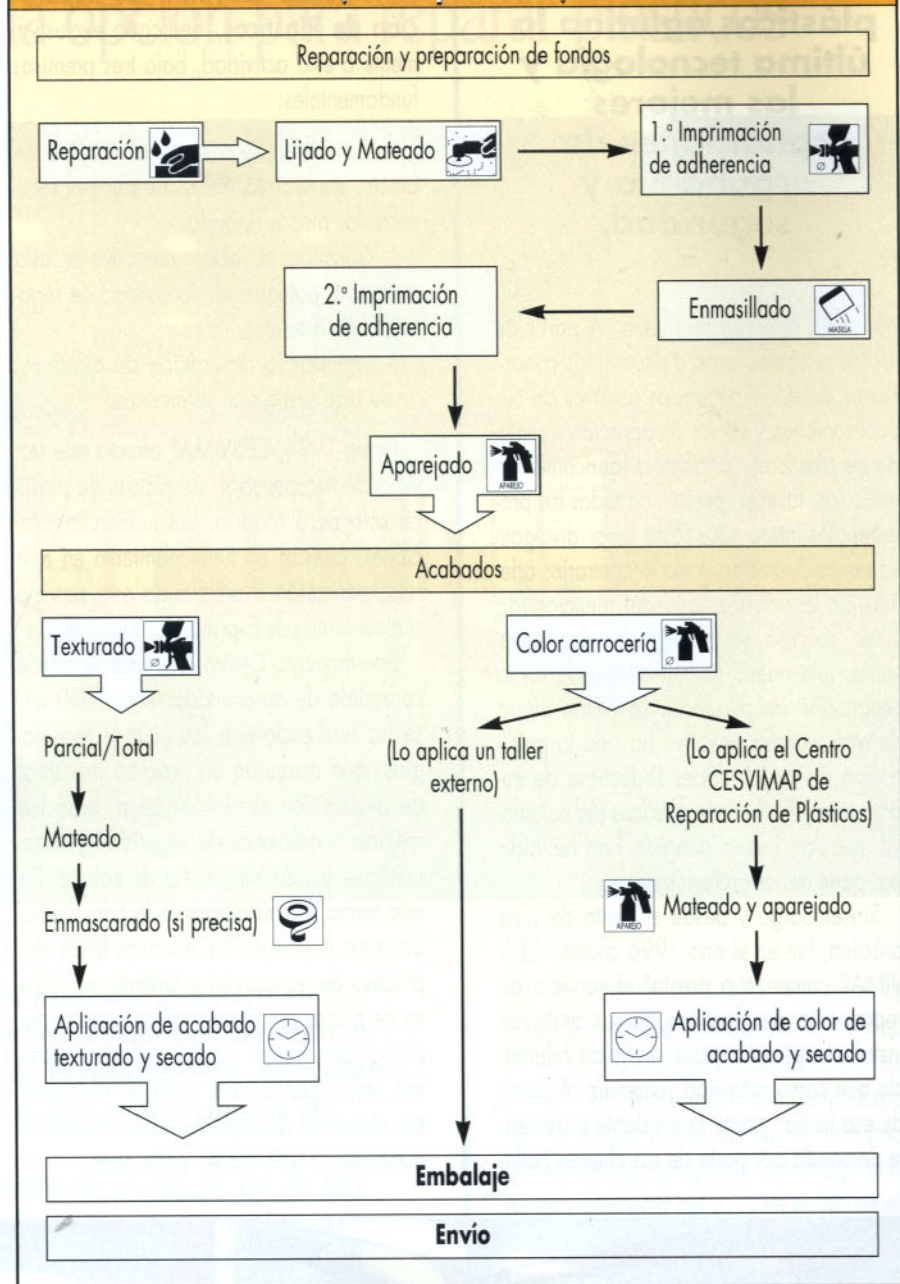 Reparación y preparación de fondos
Reparación
Lijado y Mateado
1.ª Imprimación
de adherencia
2.ª Imprimación
de adherencia
Enmasillado
MASILLA
Aparejado
APAREJO
Acabados
Texturado
Color carrocería
Parcial/Total
(Lo aplica un taller
externo)
(Lo aplica el Centro
CESVIMAP de
Reparación de Plásticos)
Mateado
Enmascarado (si precisa)
APAREJO
Mateado y aparejado
Aplicación de acabado
texturado y secado
Aplicación de color de
acabado y secado
Embalaje
Envío